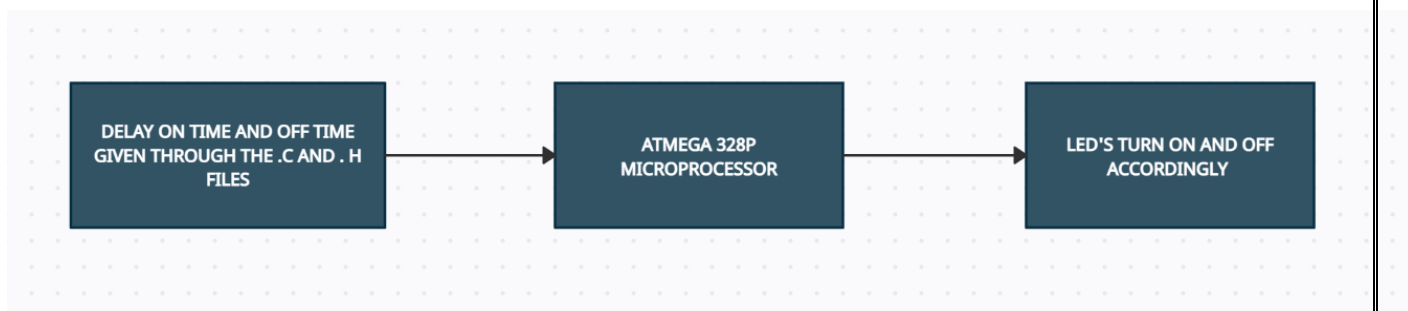 DELAY ON TIME AND OFF TIME
GIVEN THROUGH THE .C AND . H
FILES
ATMEGA 328P
MICROPROCESSOR
LED'S TURN ON AND OFF
ACCORDINGLY